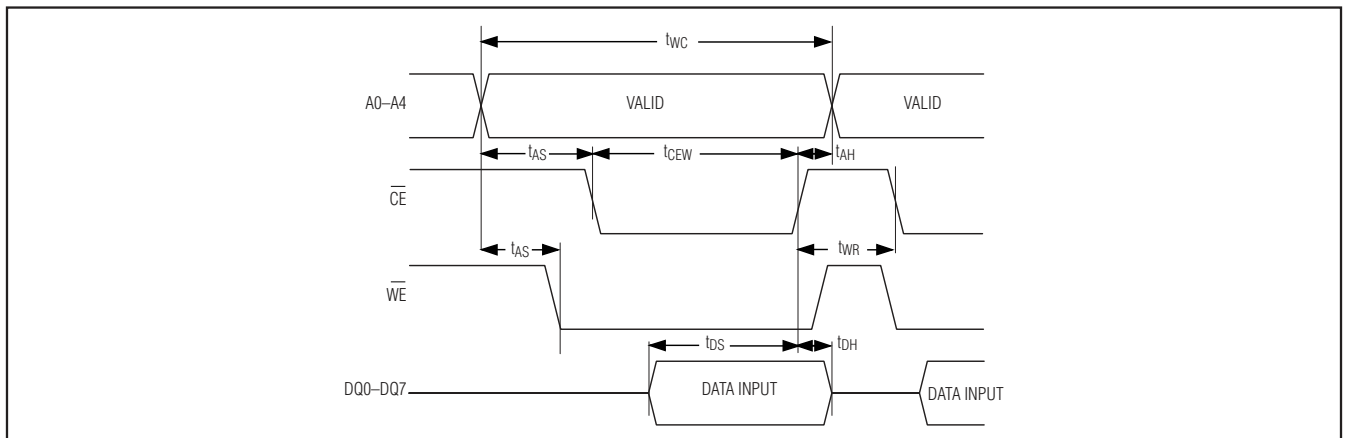 tWC
A0–A4 VALID VALID
tAS tCEW tAH
CE
tAS tWR
WE
tDS tDH
DQ0–DQ7 DATA INPUT DATA INPUT